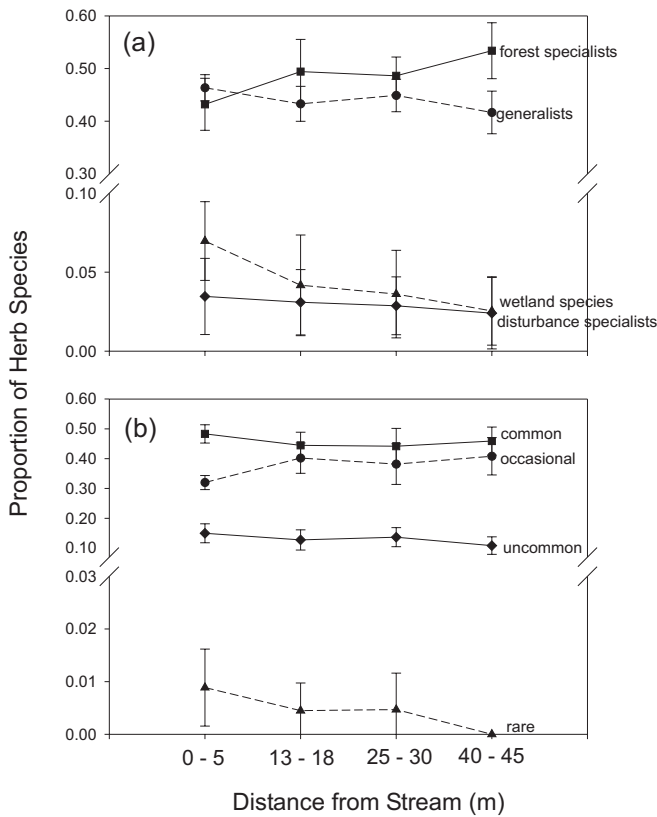 Proportion of Herb Species
(a)
0.60
0.50
0.40
0.30
0.10
0.05
0.00
forest specialists
generalists
wetland species
disturbance specialists
(b)
0.60
0.50
0.40
0.30
0.20
0.10
0.03
0.02
0.01
0.00
common
occasional
uncommon
rare
0 - 5 13 - 18 25 - 30 40 - 45
Distance from Stream (m)